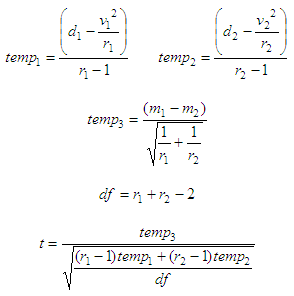 temp₁ = (d₁ − v₁²/r₁) / (r₁ − 1)    temp₂ = (d₂ − v₂²/r₂) / (r₂ − 1)
temp₃ = (m₁ − m₂) / √(1/r₁ + 1/r₂)
df = r₁ + r₂ − 2
t = temp₃ / √(((r₁ − 1)temp₁ + (r₂ − 1)temp₂) / df)